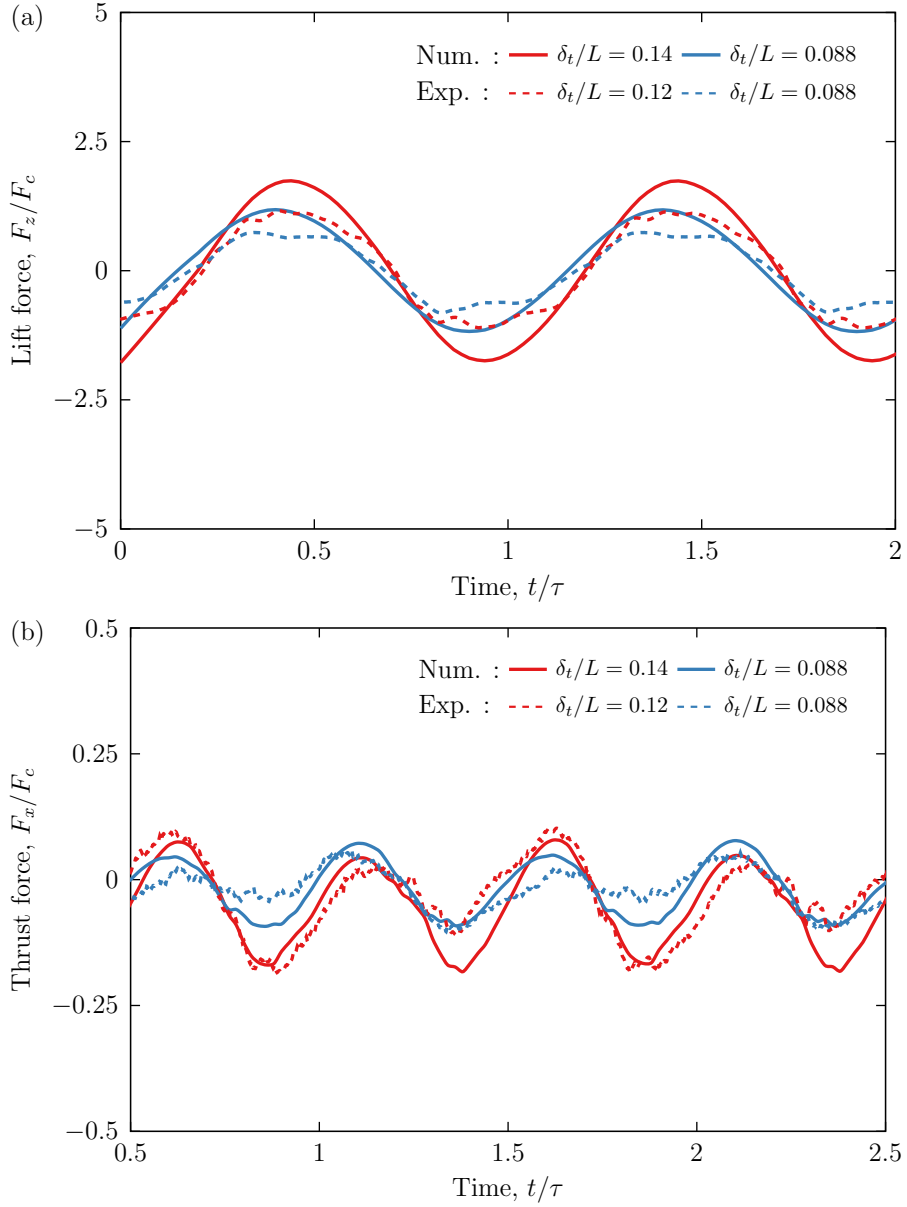 (a)
5
Num. : δt/L = 0.14 δt/L = 0.088
Exp. : δt/L = 0.12 δt/L = 0.088
2.5
0
−2.5
−5
Lift force, Fz/Fc
0 0.5 1 1.5 2
Time, t/τ
(b)
0.5
Num. : δt/L = 0.14 δt/L = 0.088
Exp. : δt/L = 0.12 δt/L = 0.088
0.25
0
−0.25
−0.5
Thrust force, Fx/Fc
0.5 1 1.5 2 2.5
Time, t/τ